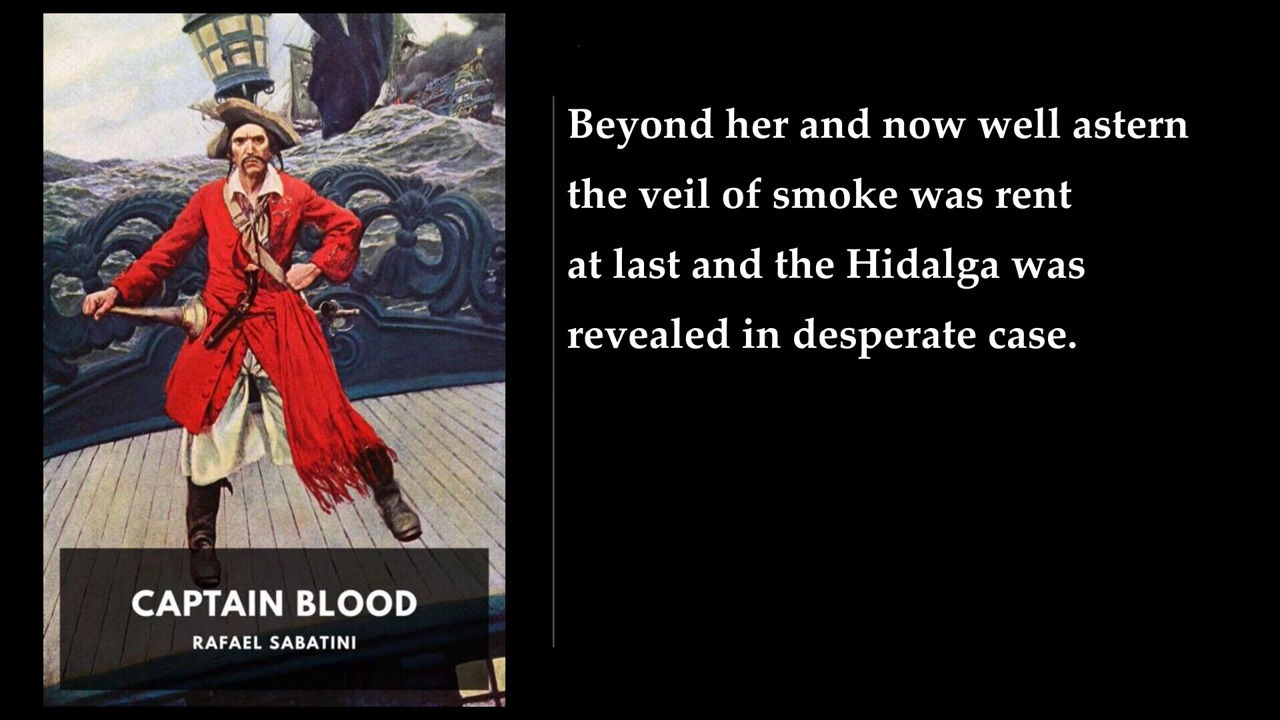 Beyond her and now well astern
the veil of smoke was rent
at last and the Hidalga was
revealed in desperate case.
CAPTAIN BLOOD
RAFAEL SABATINI